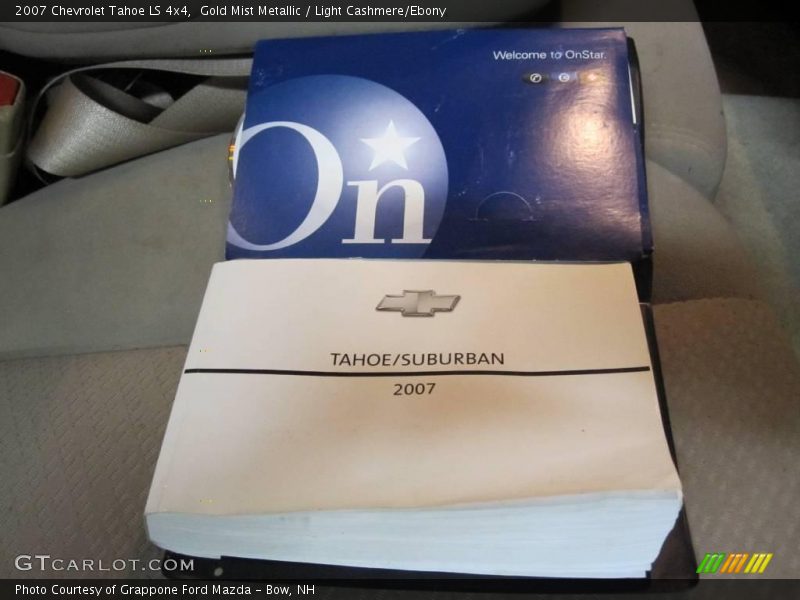 2007 Chevrolet Tahoe LS 4x4, Gold Mist Metallic / Light Cashmere/Ebony
Welcome to OnStar.
On
TAHOE/SUBURBAN
2007
GTCARLOT.COM
Photo Courtesy of Grappone Ford Mazda - Bow, NH